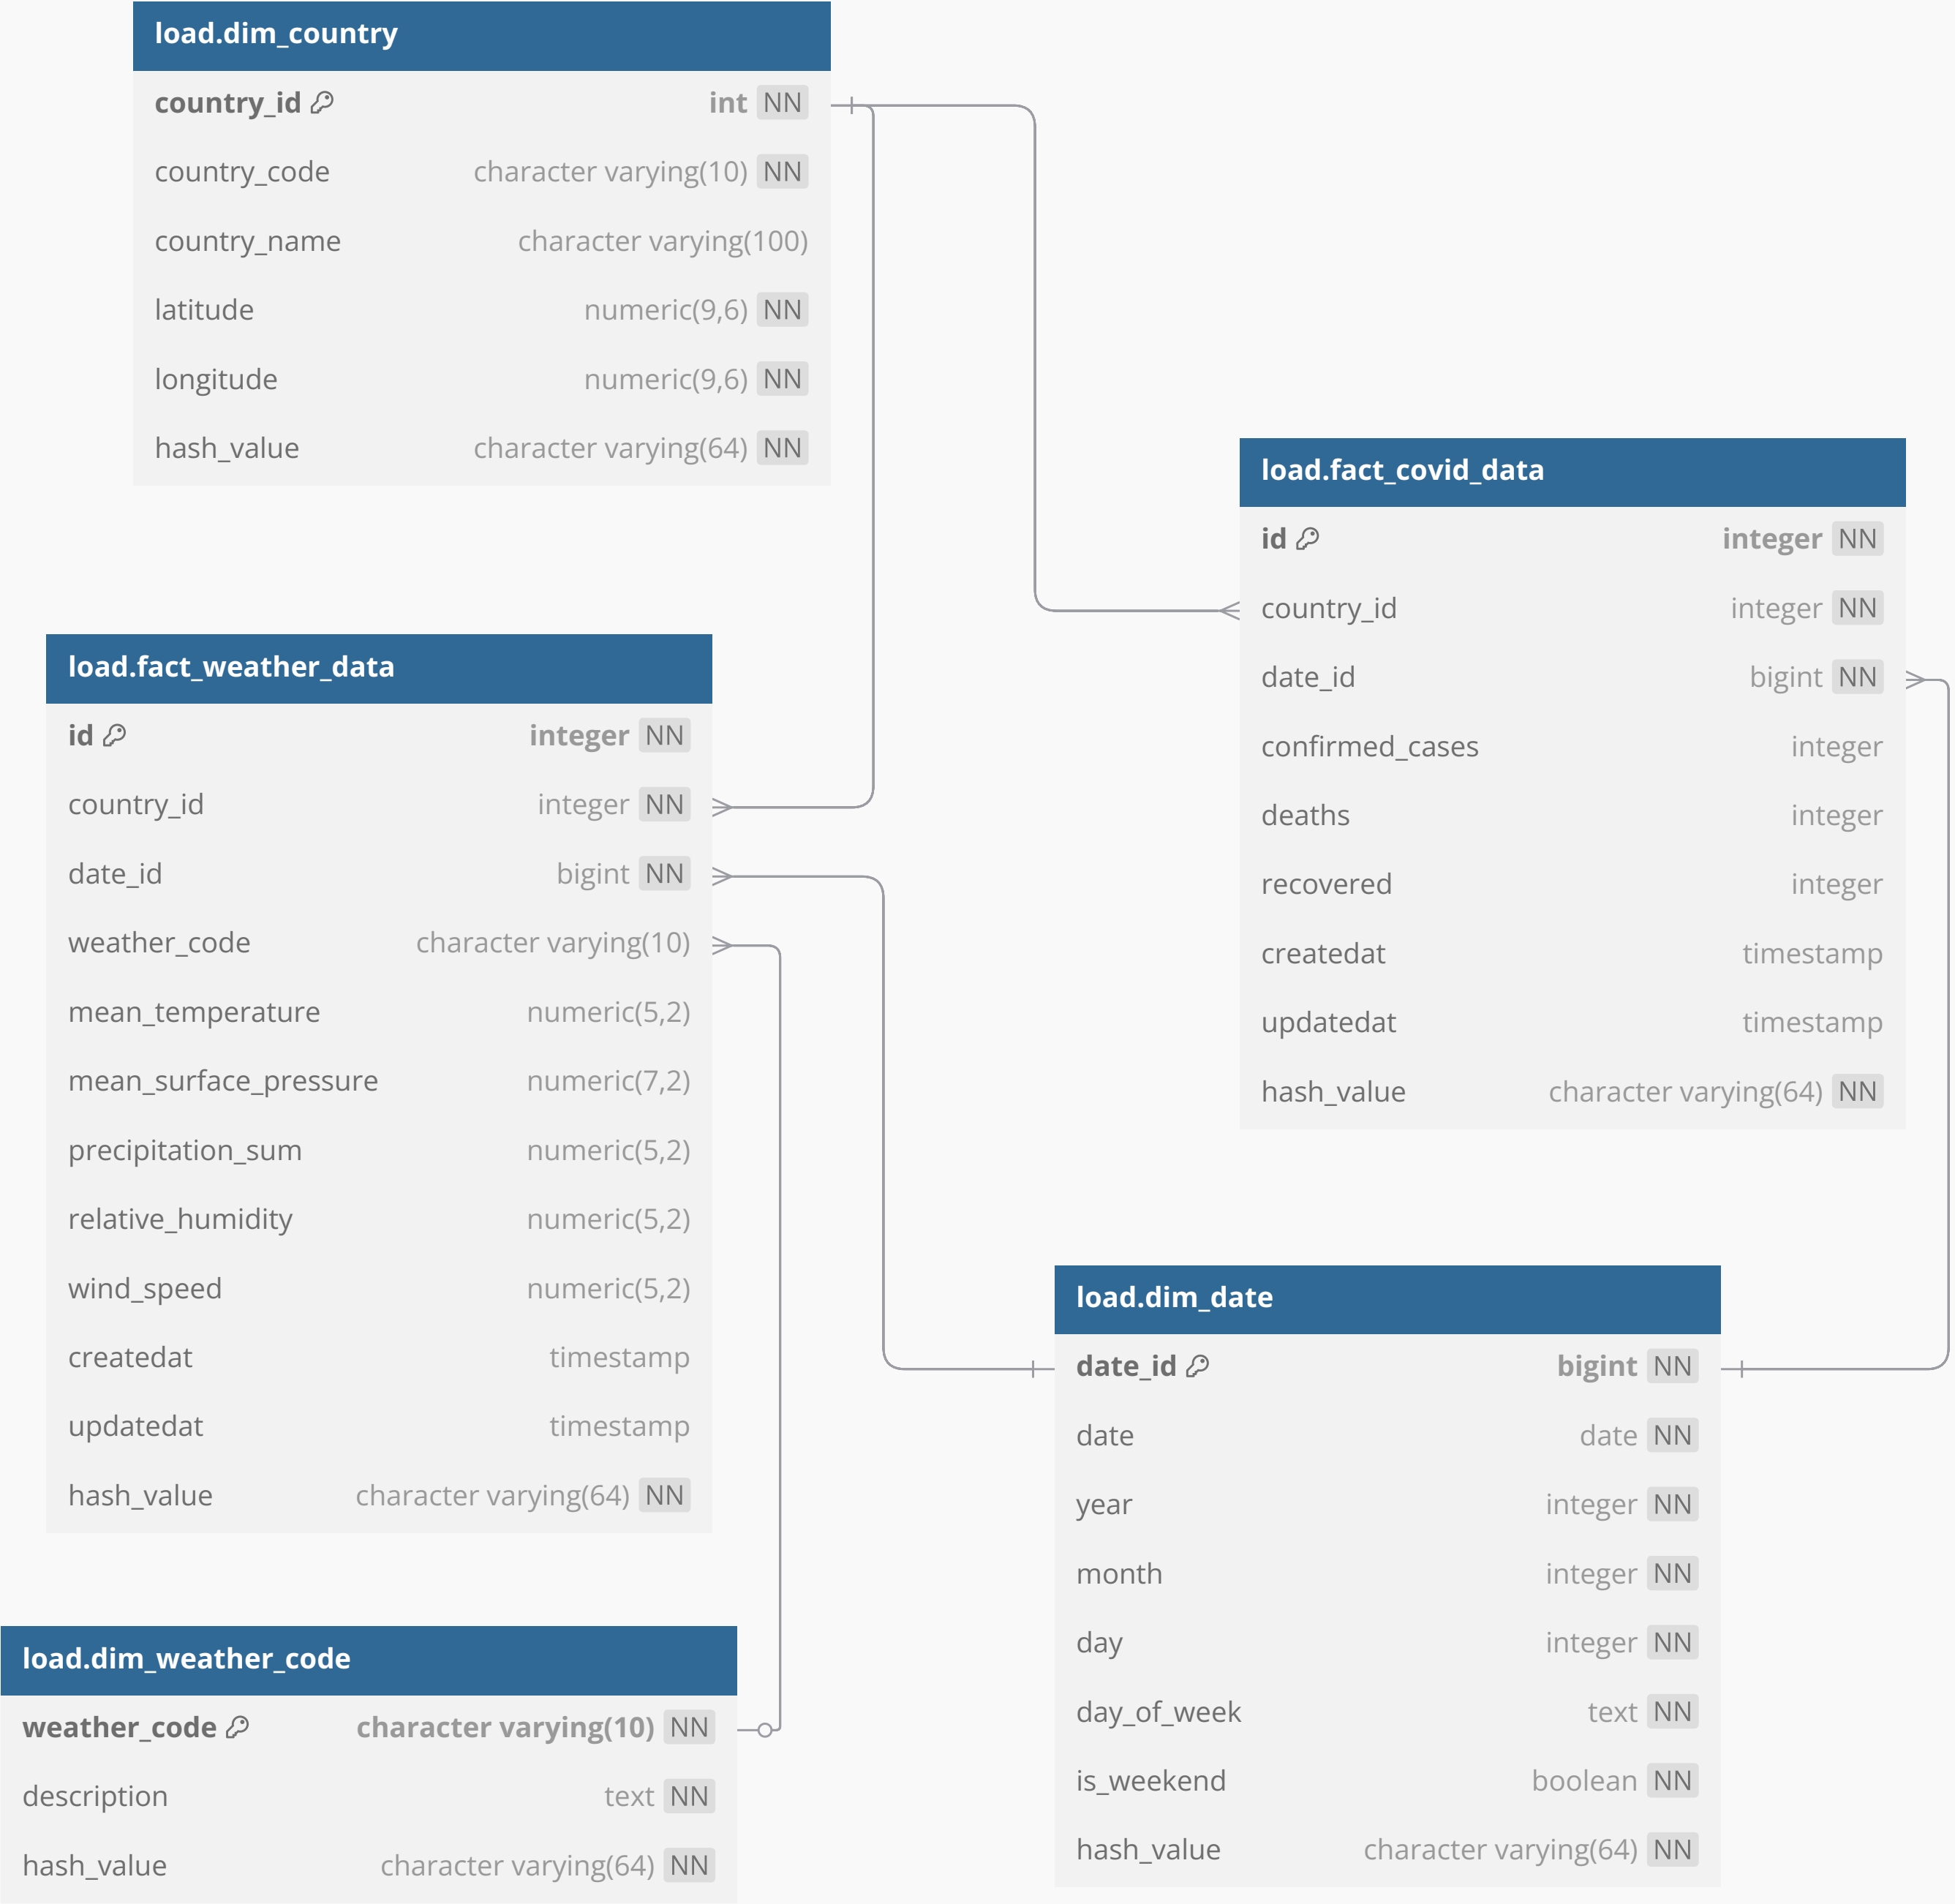 load.dim_country
country_id int NN
country_code character varying(10) NN
country_name character varying(100)
latitude numeric(9,6) NN
longitude numeric(9,6) NN
hash_value character varying(64) NN
load.fact_covid_data
id integer NN
country_id integer NN
date_id bigint NN
confirmed_cases integer
deaths integer
recovered integer
createdat timestamp
updatedat timestamp
hash_value character varying(64) NN
load.fact_weather_data
id integer NN
country_id integer NN
date_id bigint NN
weather_code character varying(10)
mean_temperature numeric(5,2)
mean_surface_pressure numeric(7,2)
precipitation_sum numeric(5,2)
relative_humidity numeric(5,2)
wind_speed numeric(5,2)
createdat timestamp
updatedat timestamp
hash_value character varying(64) NN
load.dim_date
date_id bigint NN
date date NN
year integer NN
month integer NN
day integer NN
day_of_week text NN
is_weekend boolean NN
hash_value character varying(64) NN
load.dim_weather_code
weather_code character varying(10) NN
description text NN
hash_value character varying(64) NN